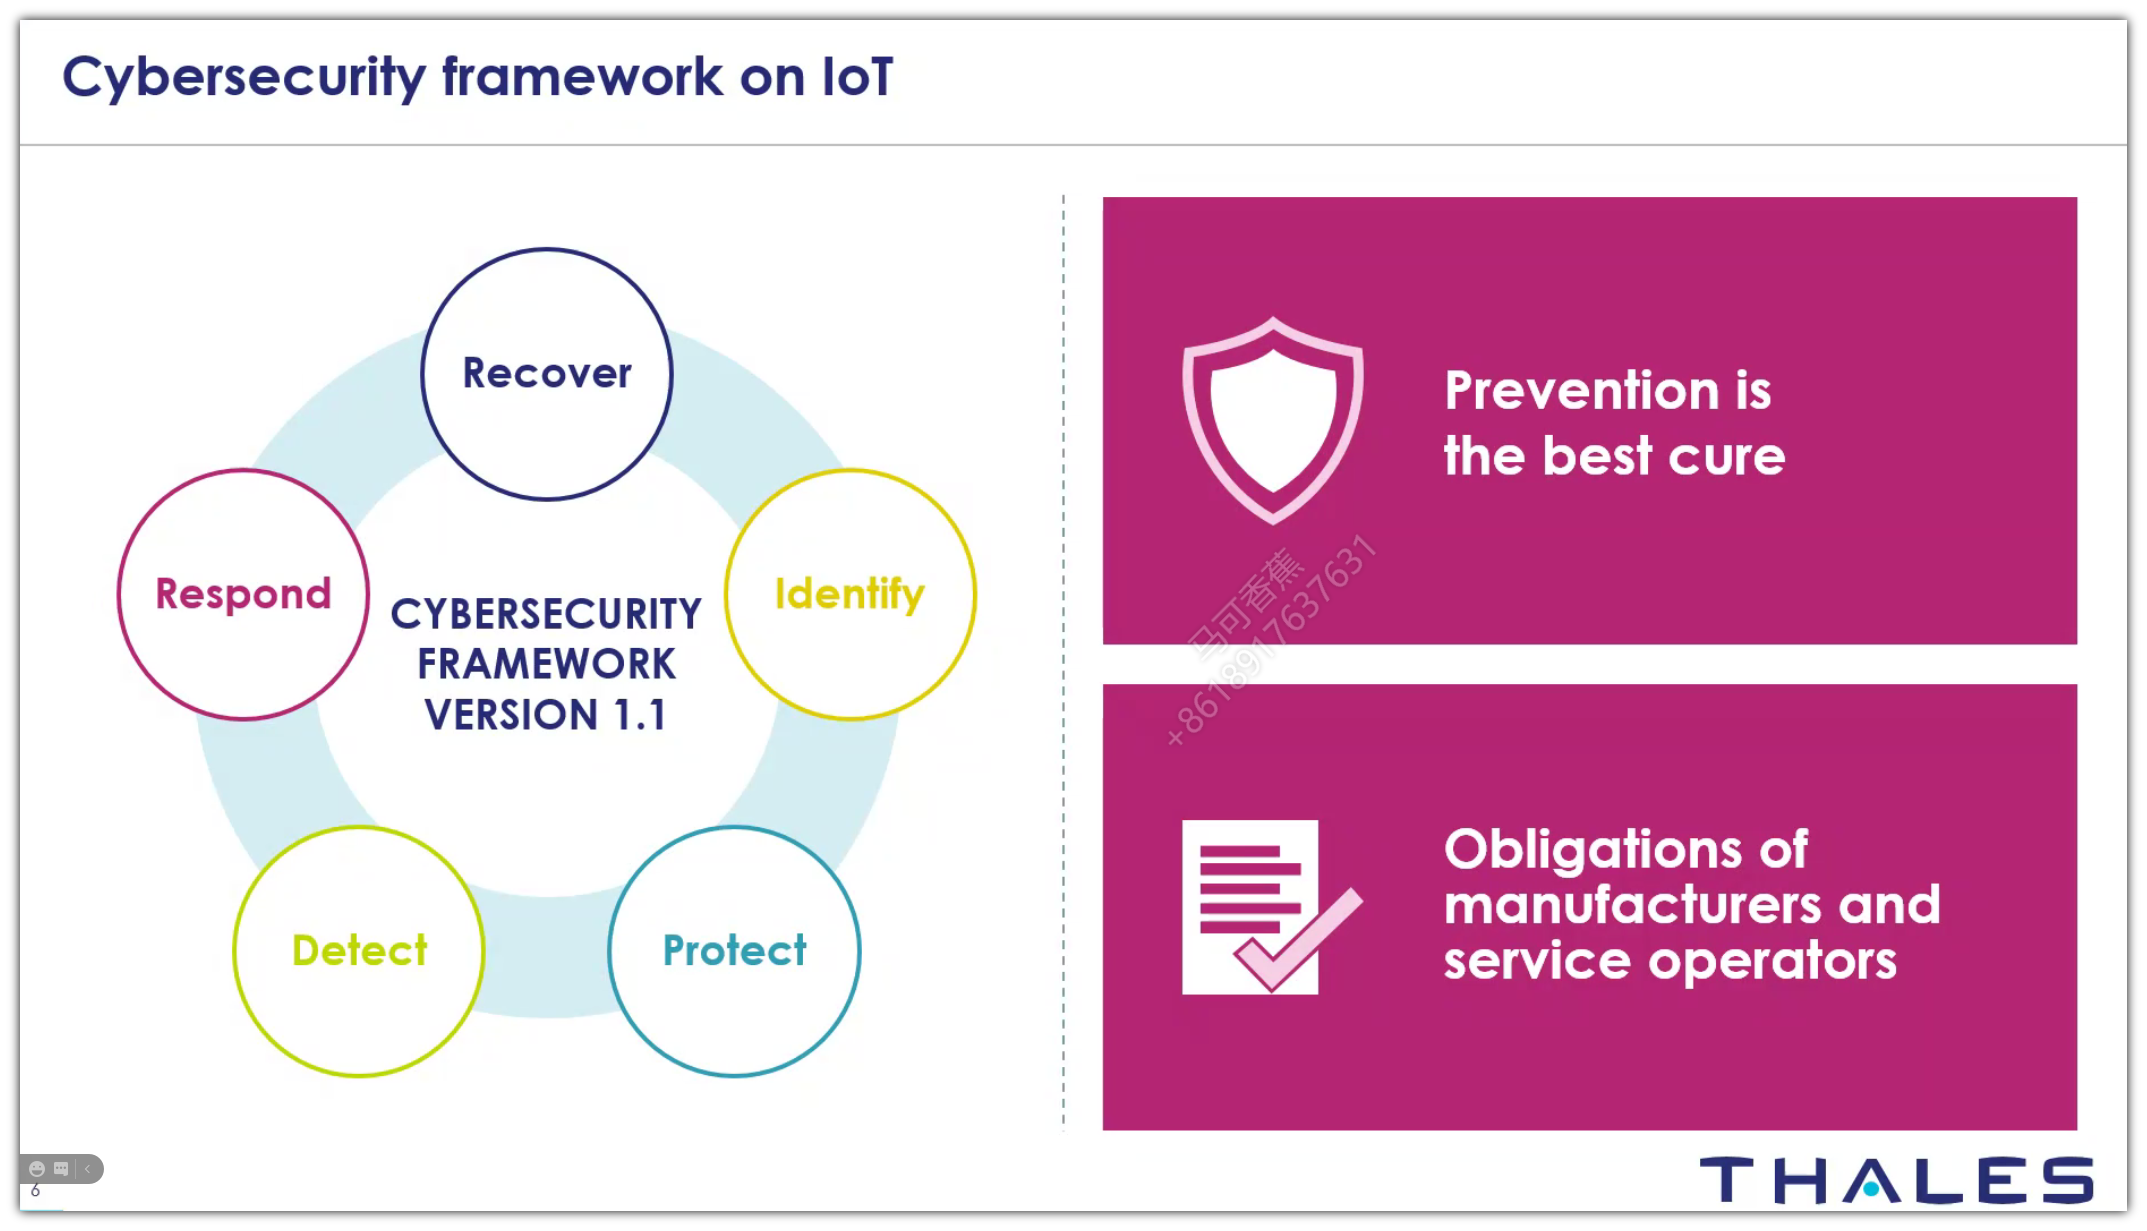 Cybersecurity framework on IoT
Recover
Respond
Identify
CYBERSECURITY
FRAMEWORK
VERSION 1.1
Detect
Protect
Prevention is
the best cure
马可香蕉
+8618917637631
Obligations of
manufacturers and
service operators
6
THALES